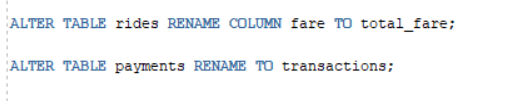 ALTER TABLE rides RENAME COLUMN fare TO total_fare;
ALTER TABLE payments RENAME TO transactions;